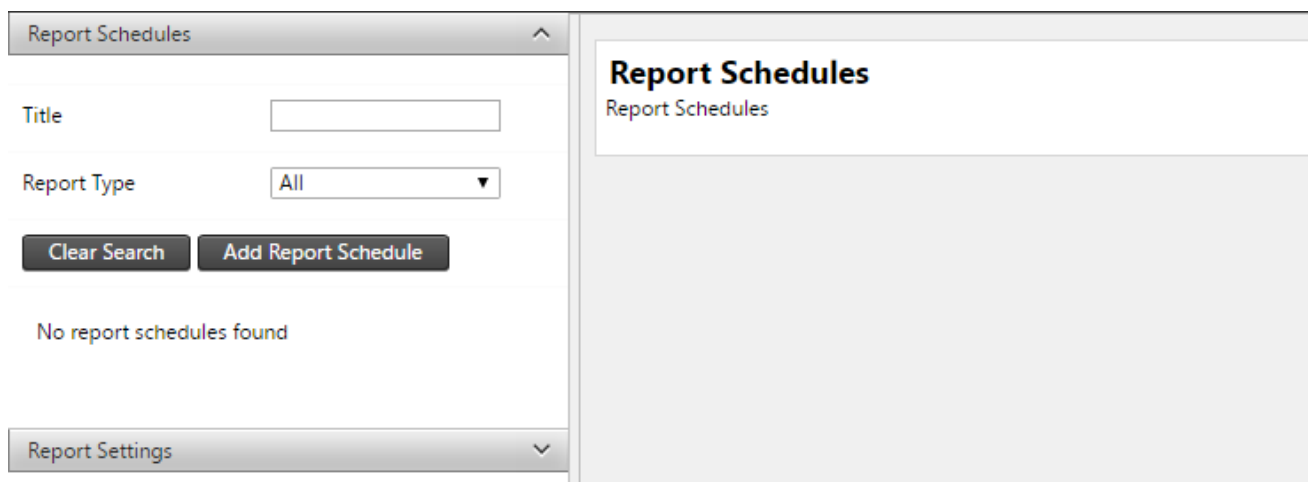 Report Schedules
Title
Report Type All
Clear Search Add Report Schedule
No report schedules found
Report Settings
Report Schedules
Report Schedules